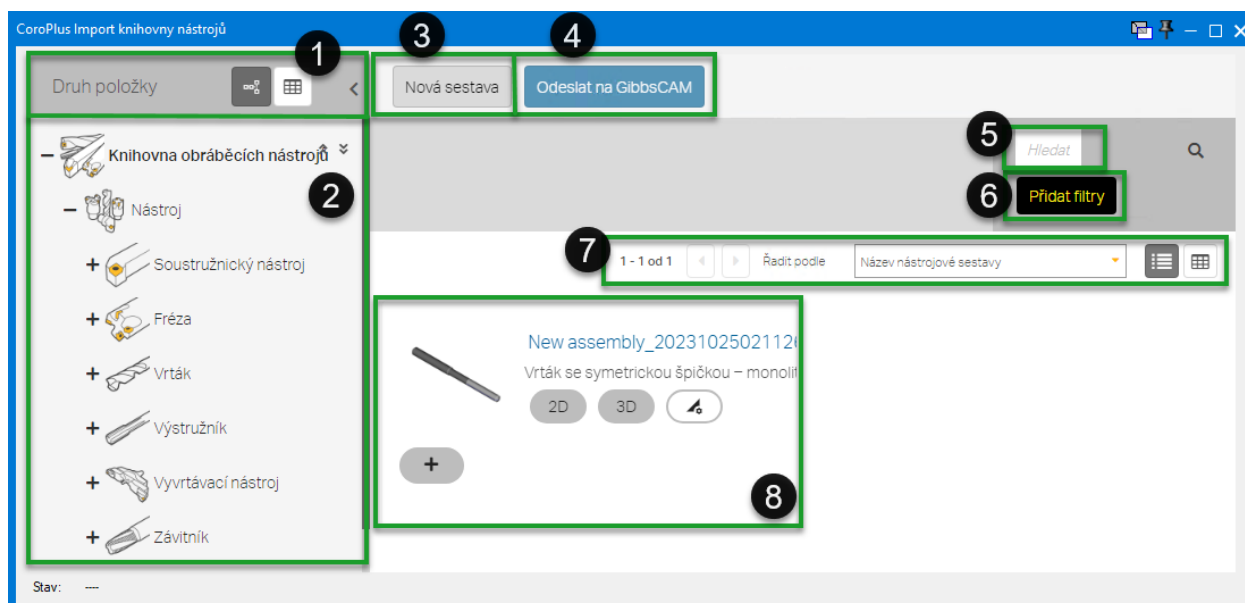 CoroPlus Import knihovny nástrojů
1
3
4
Druh položky
Nová sestava
Odeslat na GibbsCAM
5
Hledat
Knihovna obráběcích nástrojů
2
6
Přidat filtry
Nástroj
7
1 - 1 od 1
Řadit podle
Název nástrojové sestavy
Soustružnický nástroj
Fréza
Vrták
Výstružník
Vyvrtávací nástroj
Závitník
New assembly_2023102502112
Vrták se symetrickou špičkou – monolit
2D
3D
+
8
Stav: ----